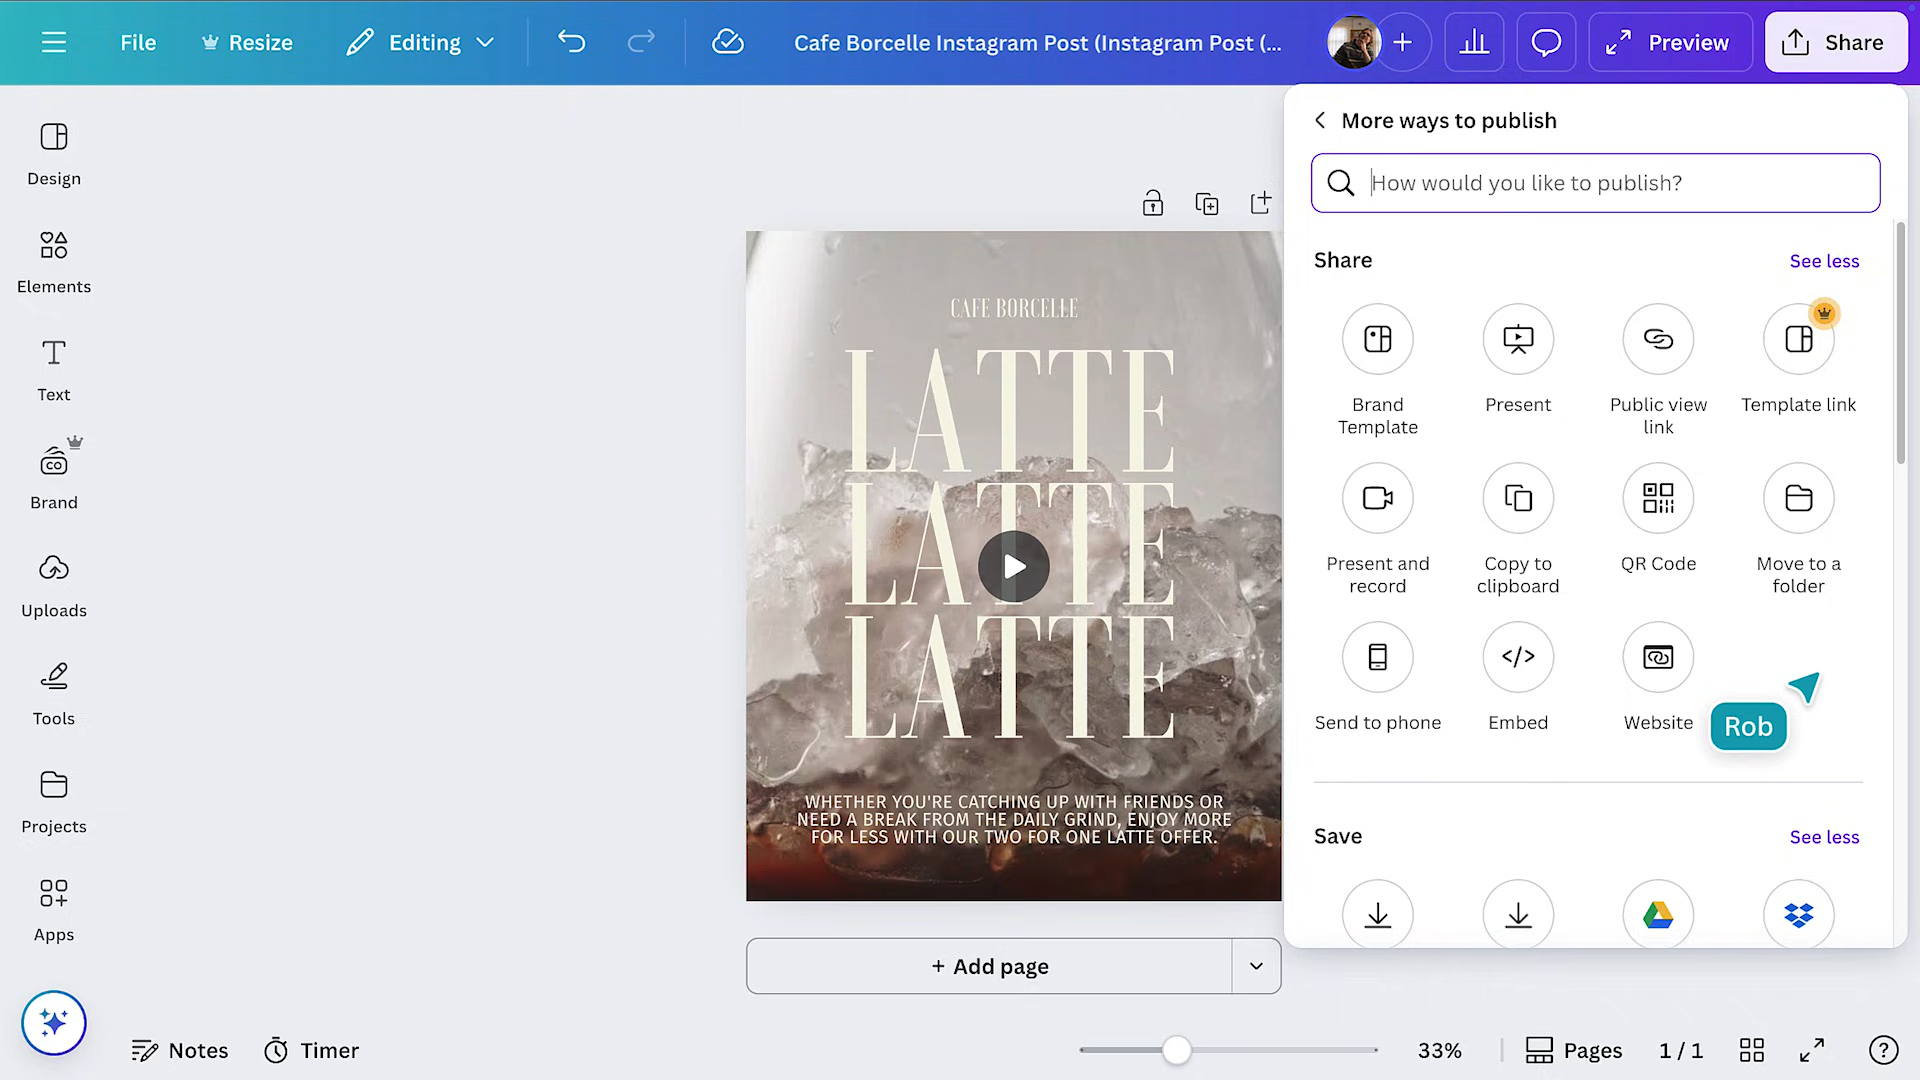 File
Resize
Editing
Cafe Borcelle Instagram Post (Instagram Post (...
Preview
Share
Design
Elements
Text
CO
Brand
Uploads
Tools
Projects
Apps
CAFE BORCELLE
LATTE
LATTE
LATTE
WHETHER YOU'RE CATCHING UP WITH FRIENDS OR
NEED A BREAK FROM THE DAILY GRIND, ENJOY MORE
FOR LESS WITH OUR TWO FOR ONE LATTE OFFER.
+ Add page
More ways to publish
How would you like to publish?
Share
See less
Brand
Template
Present
Public view
link
Template link
Present and
record
Copy to
clipboard
QR Code
Move to a
folder
Send to phone
Embed
Website
Rob
Save
See less
Notes
Timer
33%
Pages
1 / 1
?